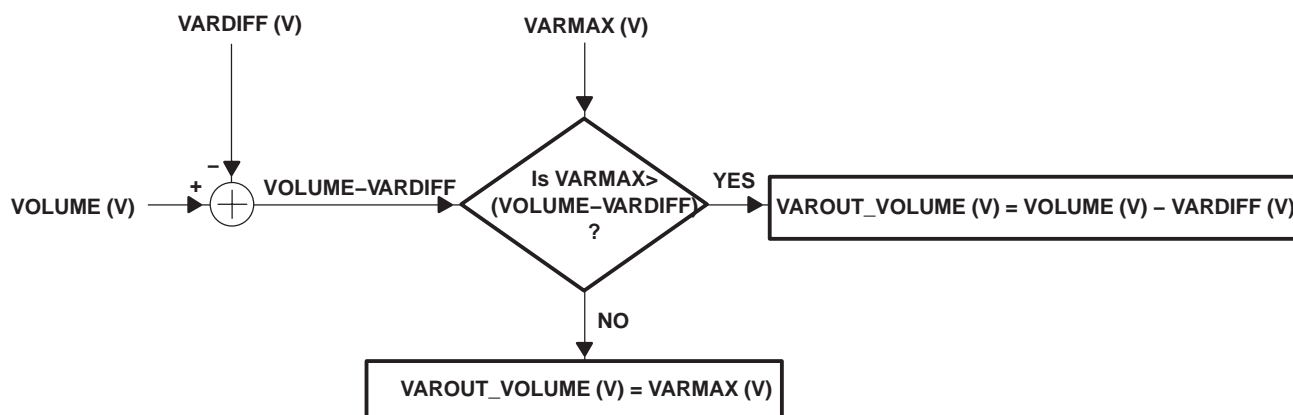 VARDIFF (V)
VARMAX (V)
−
+
VOLUME (V)
VOLUME−VARDIFF
Is VARMAX>
(VOLUME−VARDIFF)
?
YES
VAROUT_VOLUME (V) = VOLUME (V) − VARDIFF (V)
NO
VAROUT_VOLUME (V) = VARMAX (V)